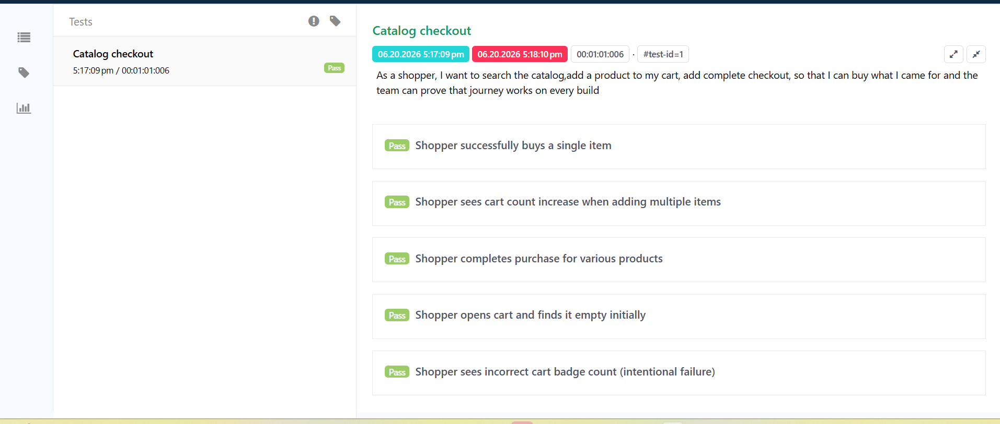 Tests
Catalog checkout
5:17:09 pm / 00:01:01:006
Pass
Catalog checkout
06.20.2026 5:17:09 pm 06.20.2026 5:18:10 pm 00:01:01:006 · #test-id=1
As a shopper, I want to search the catalog,add a product to my cart, add complete checkout, so that I can buy what I came for and the
team can prove that journey works on every build
Pass Shopper successfully buys a single item
Pass Shopper sees cart count increase when adding multiple items
Pass Shopper completes purchase for various products
Pass Shopper opens cart and finds it empty initially
Pass Shopper sees incorrect cart badge count (intentional failure)